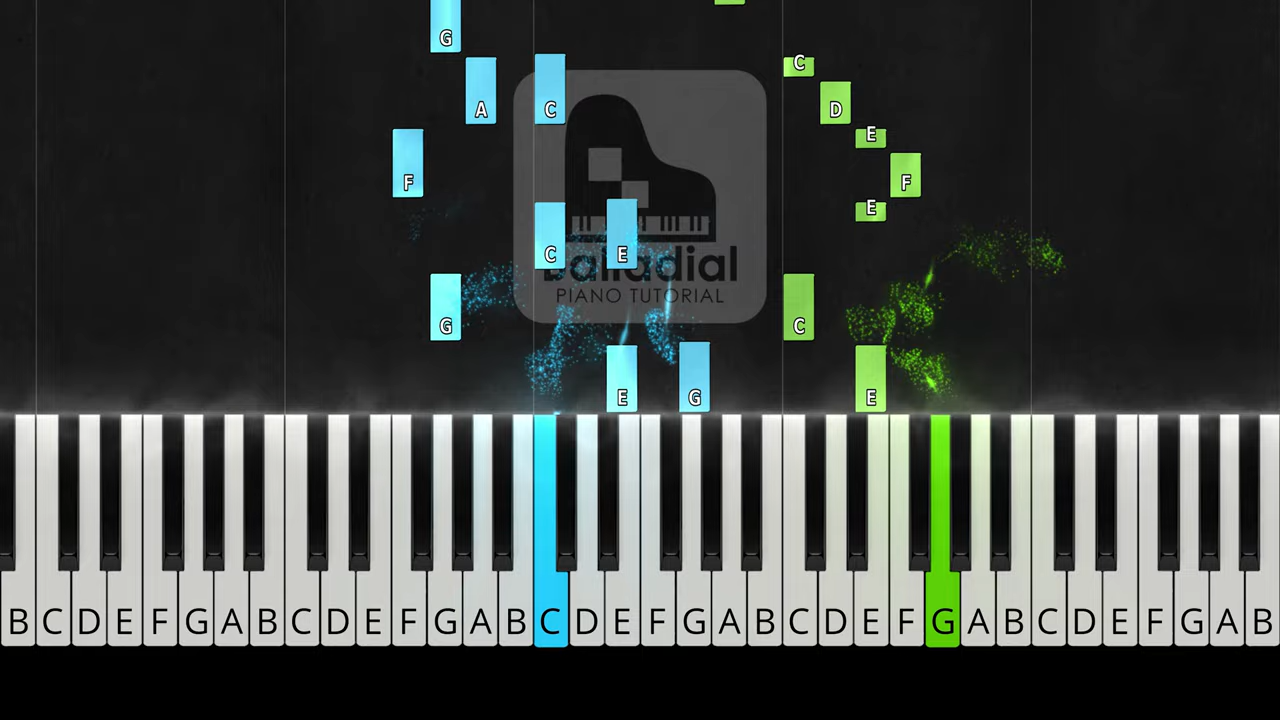 G
C
A C D
E
F F
E
C E
balladial
PIANO TUTORIAL
G C
E G E
B C D E F G A B C D E F G A B C D E F G A B C D E F G A B C D E F G A B